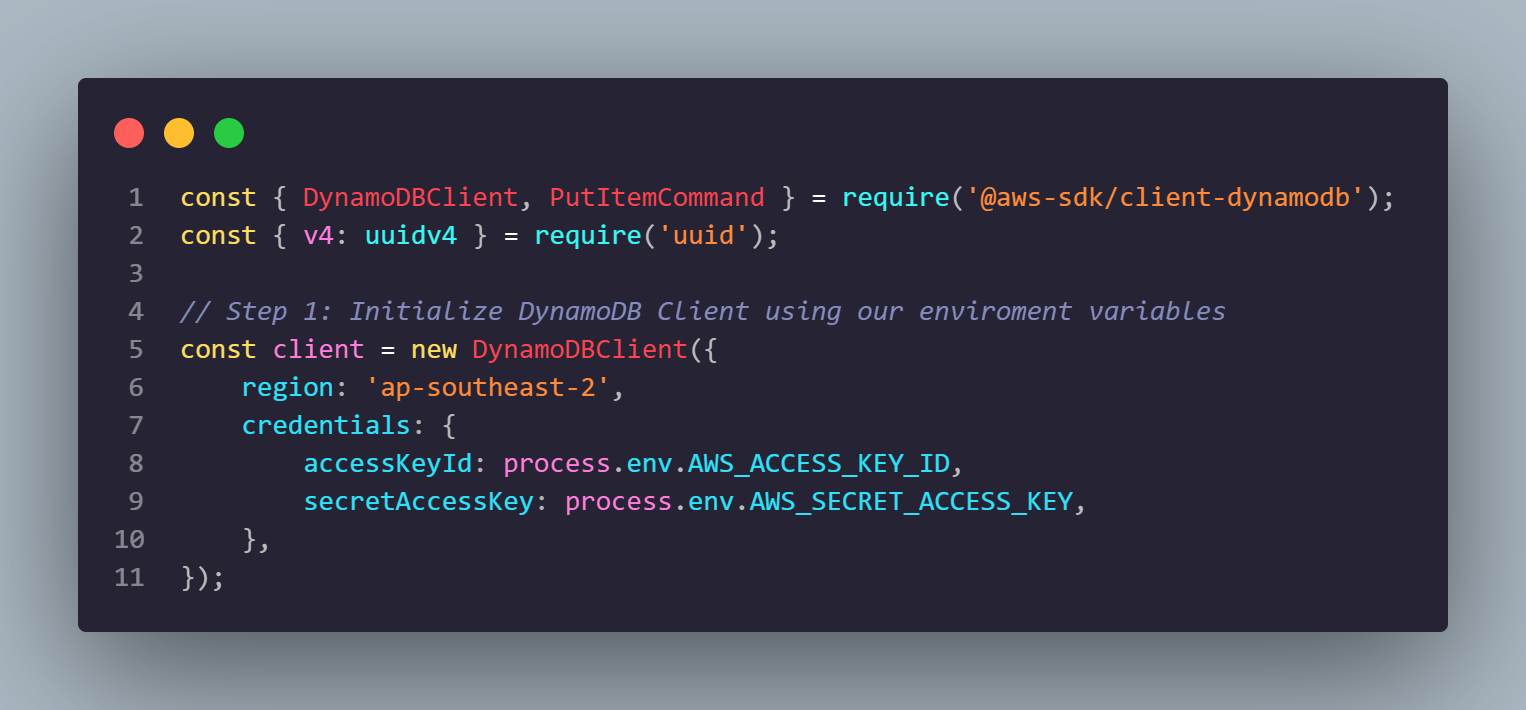 1 const { DynamoDBClient, PutItemCommand } = require('@aws-sdk/client-dynamodb');
2 const { v4: uuidv4 } = require('uuid');
3
4 // Step 1: Initialize DynamoDB Client using our enviroment variables
5 const client = new DynamoDBClient({
6     region: 'ap-southeast-2',
7     credentials: {
8         accessKeyId: process.env.AWS_ACCESS_KEY_ID,
9         secretAccessKey: process.env.AWS_SECRET_ACCESS_KEY,
10     },
11 });